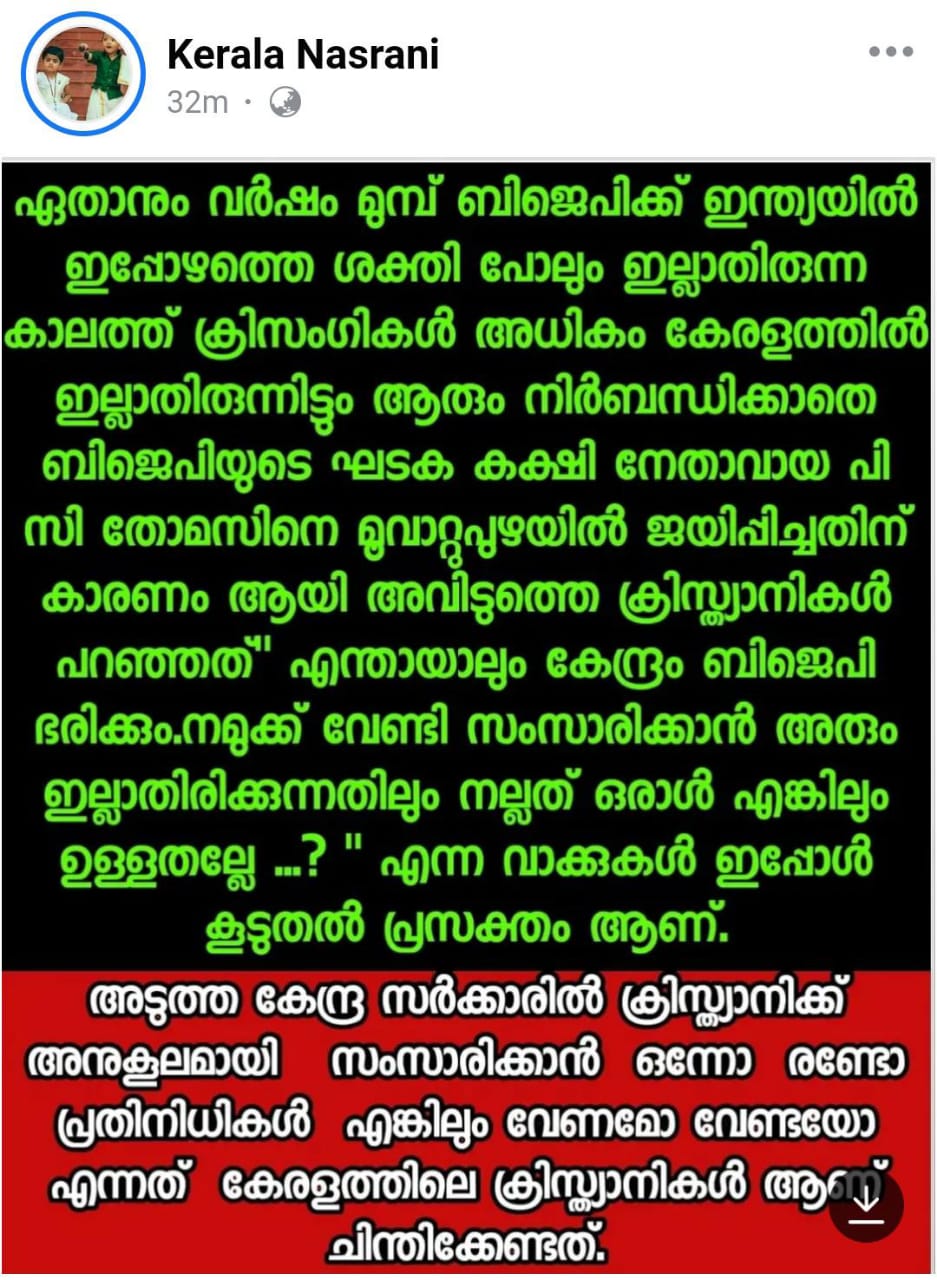 Kerala Nasrani
32m ·
ഏതാനും വർഷം മുമ്പ് ബിജെപിക്ക് ഇന്ത്യയിൽ
ഇപ്പോഴത്തെ ശക്തി പോലും ഇല്ലാതിരുന്ന
കാലത്ത് ക്രിസംഗികൾ അധികം കേരളത്തിൽ
ഇല്ലാതിരുന്നിട്ടും ആരും നിർബന്ധിക്കാതെ
ബിജെപിയുടെ ഘടക കക്ഷി നേതാവായ പി
സി തോമസിനെ മൂവാറ്റുപുഴയിൽ ജയിപ്പിച്ചതിന്
കാരണം ആയി അവിടുത്തെ ക്രിസ്ത്യാനികൾ
പറഞ്ഞത്" എന്തായാലും കേന്ദ്രം ബിജെപി
ഭരിക്കും.നമുക്ക് വേണ്ടി സംസാരിക്കാൻ അരും
ഇല്ലാതിരിക്കുന്നതിലും നല്ലത് ഒരാൾ എങ്കിലും
ഉള്ളതല്ലേ ...? " എന്ന വാക്കുകൾ ഇപ്പോൾ
കൂടുതൽ പ്രസക്തം ആണ്.
അടുത്ത കേന്ദ്ര സർക്കാരിൽ ക്രിസ്ത്യാനിക്ക്
അനുകൂലമായി സംസാരിക്കാൻ ഒന്നോ രണ്ടോ
പ്രതിനിധികൾ എങ്കിലും വേണമോ വേണ്ടയോ
എന്നത് കേരളത്തിലെ ക്രിസ്ത്യാനികൾ ആണ്
ചിന്തിക്കേണ്ടത്.